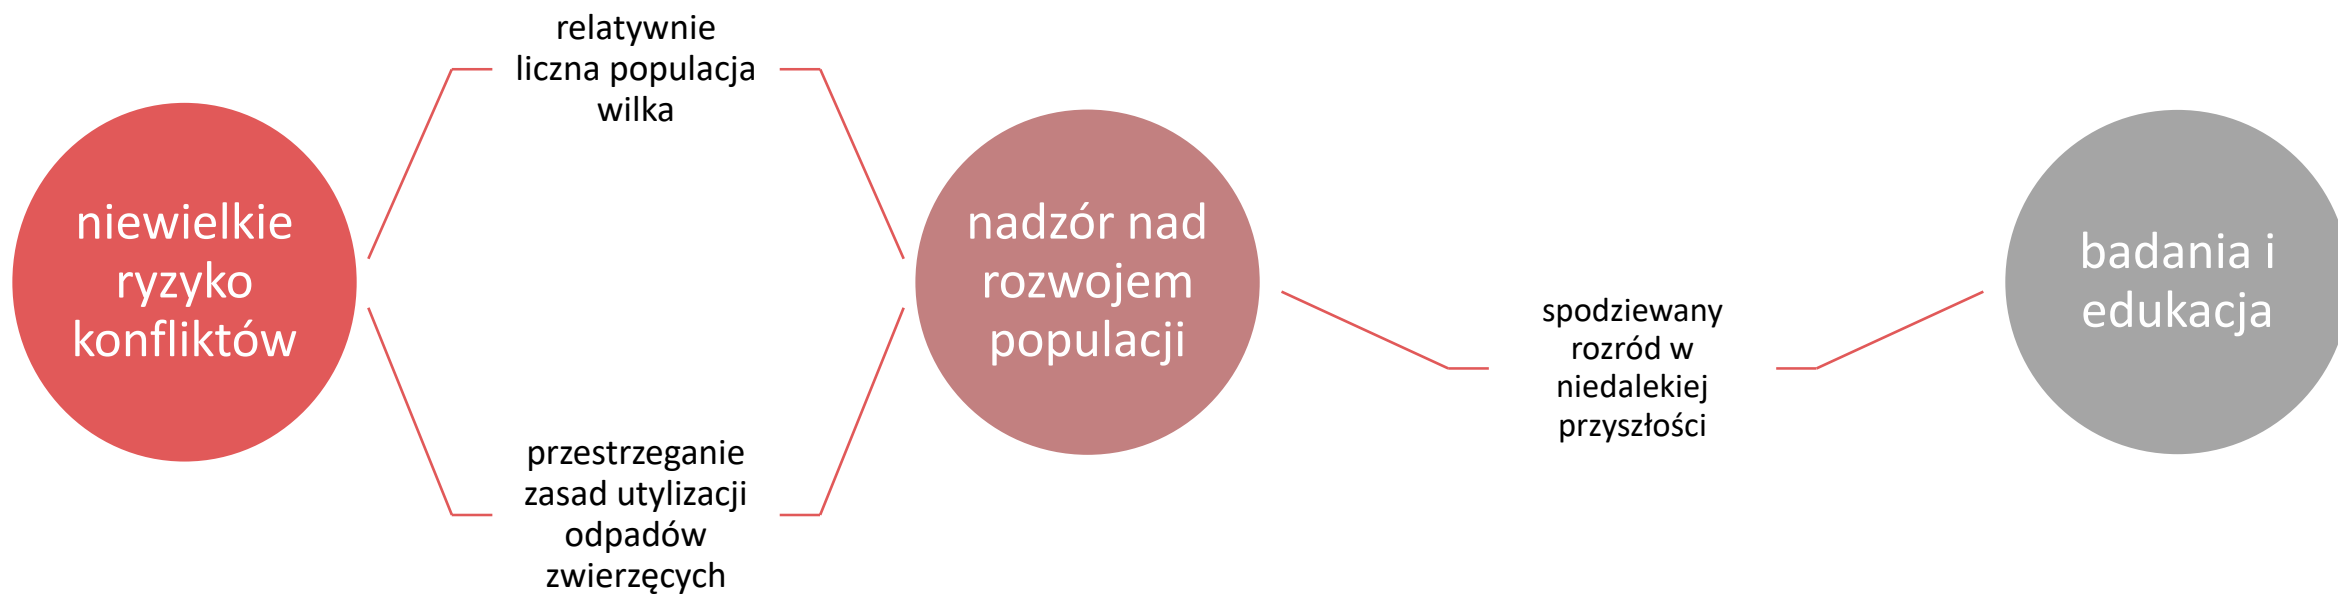 niewielkie
ryzyko
konfliktów
relatywnie
liczna populacja
wilka
przestrzeganie
zasad utylizacji
odpadów
zwierzęcych
nadzór nad
rozwojem
populacji
spodziewany
rozród w
niedalekiej
przyszłości
badania i
edukacja